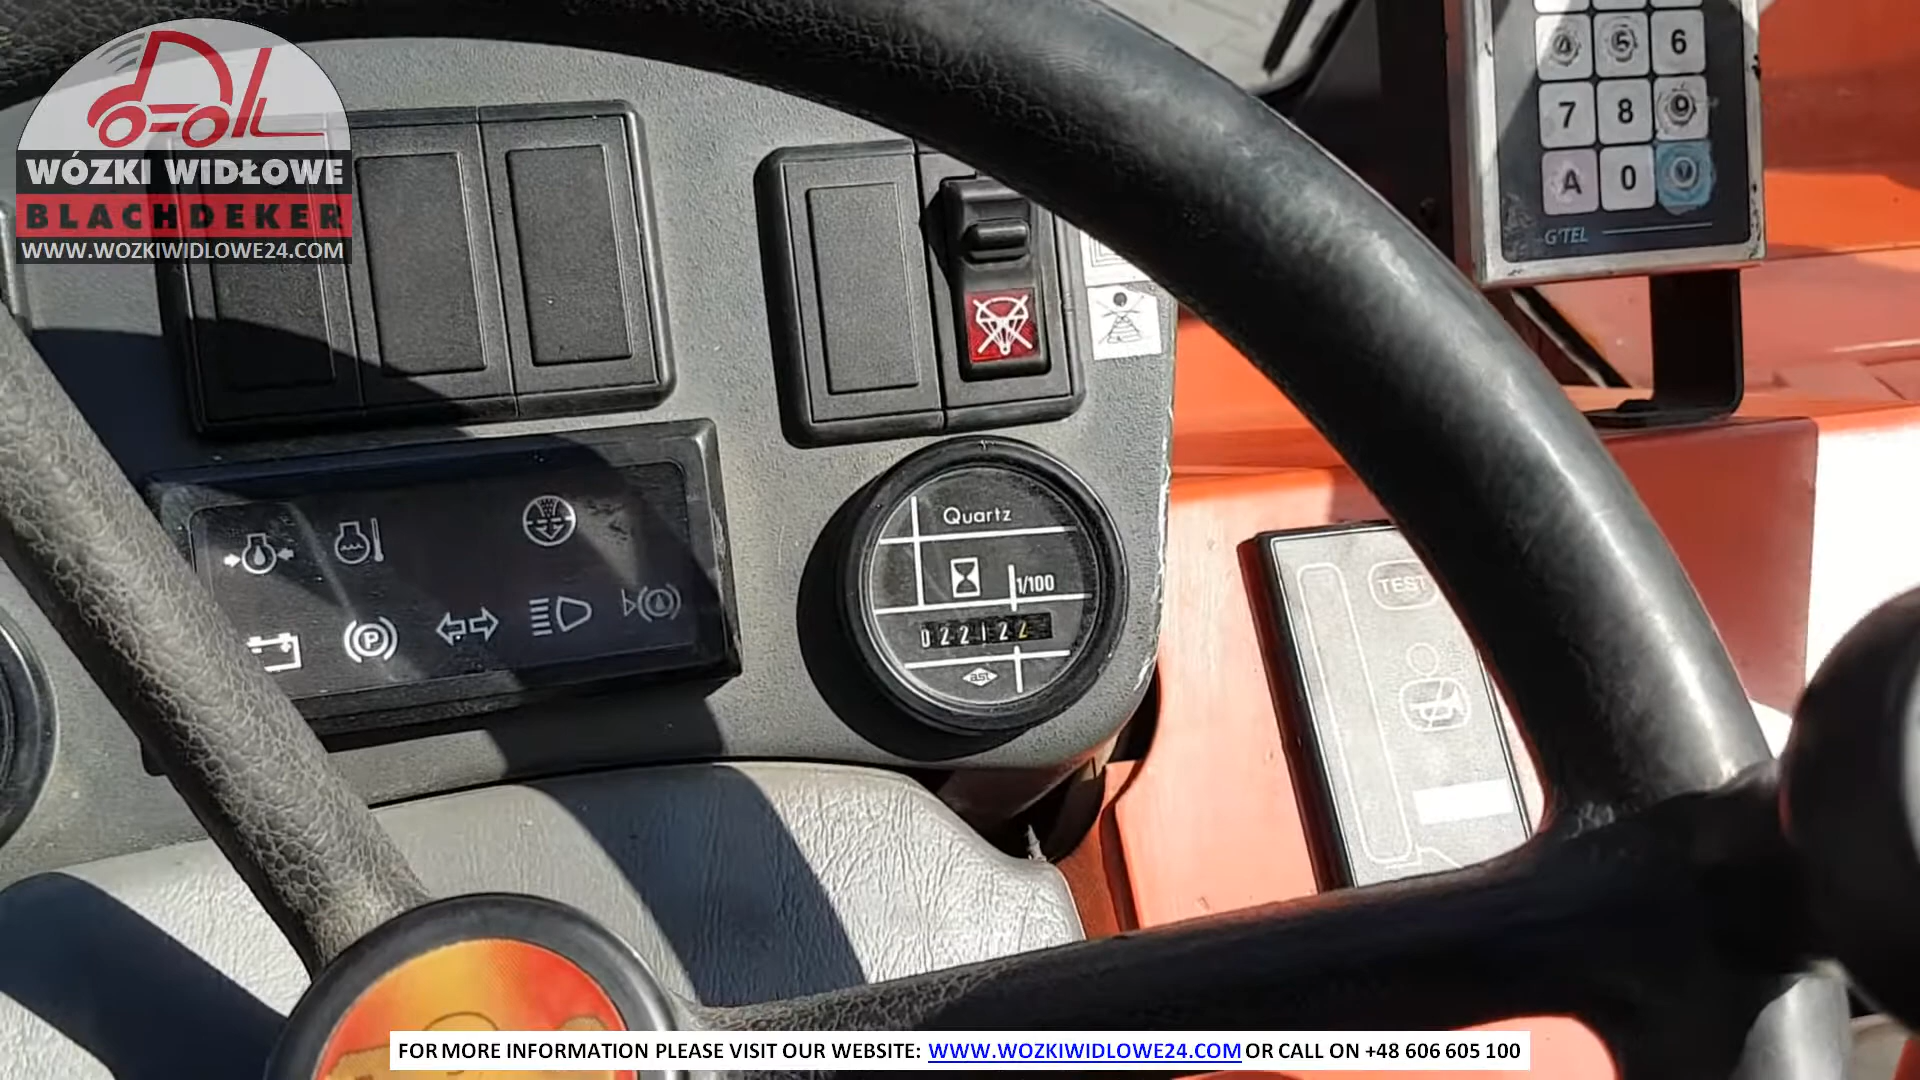 WÓZKI WIDŁOWE
BLACHDEKER
WWW.WOZKIWIDLOWE24.COM
4 5 6
7 8 9
A 0
G'TEL
Quartz
1/100
022122
ast
P
TEST
FOR MORE INFORMATION PLEASE VISIT OUR WEBSITE: WWW.WOZKIWIDLOWE24.COM OR CALL ON +48 606 605 100